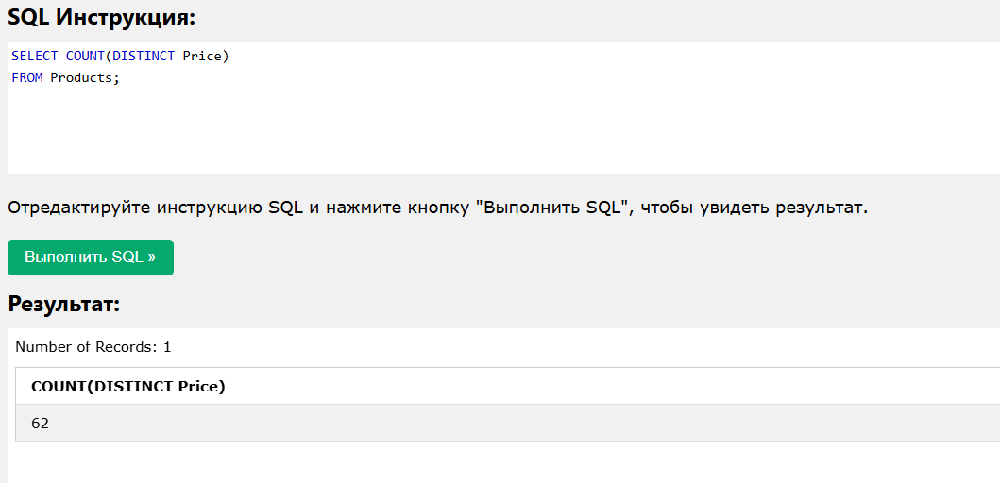 SQL Инструкция:
SELECT COUNT(DISTINCT Price)
FROM Products;
Отредактируйте инструкцию SQL и нажмите кнопку "Выполнить SQL", чтобы увидеть результат.
Выполнить SQL »
Результат:
Number of Records: 1
COUNT(DISTINCT Price)
62